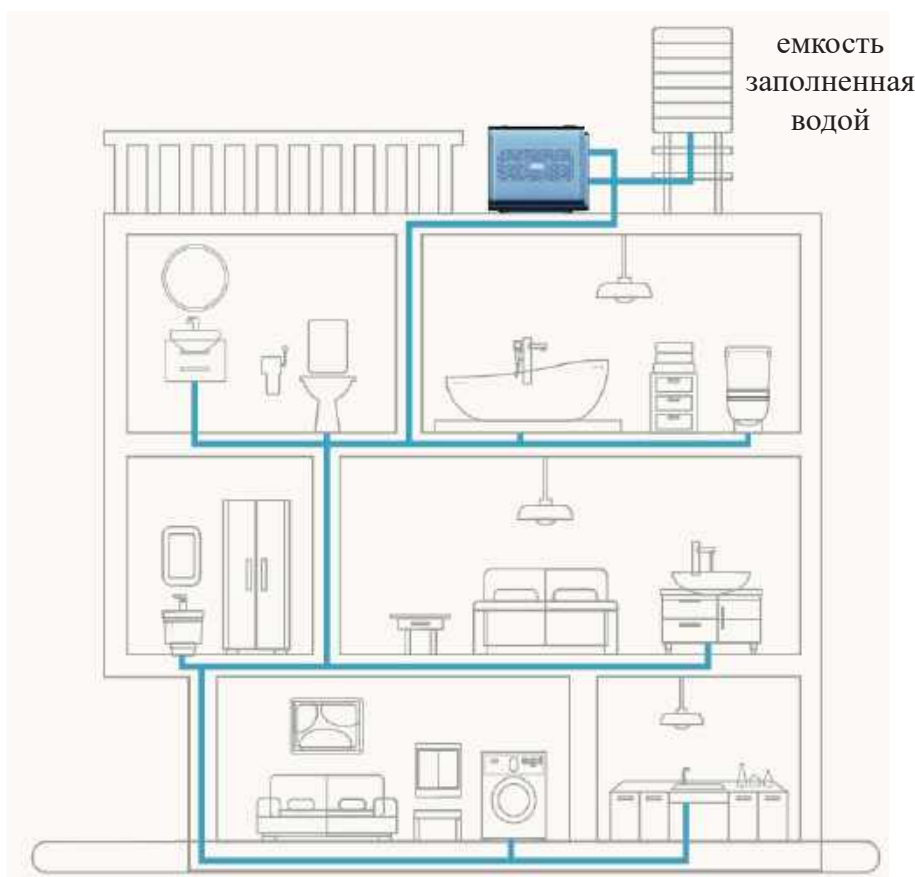 емкость
заполненная
водой